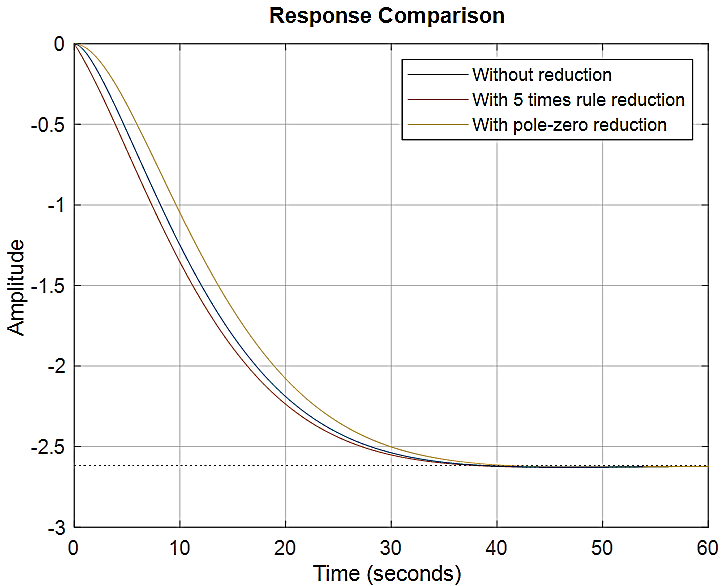 Response Comparison
0
-0.5
-1
-1.5
-2
-2.5
-3
Amplitude
Without reduction
With 5 times rule reduction
With pole-zero reduction
0 10 20 30 40 50 60
Time (seconds)